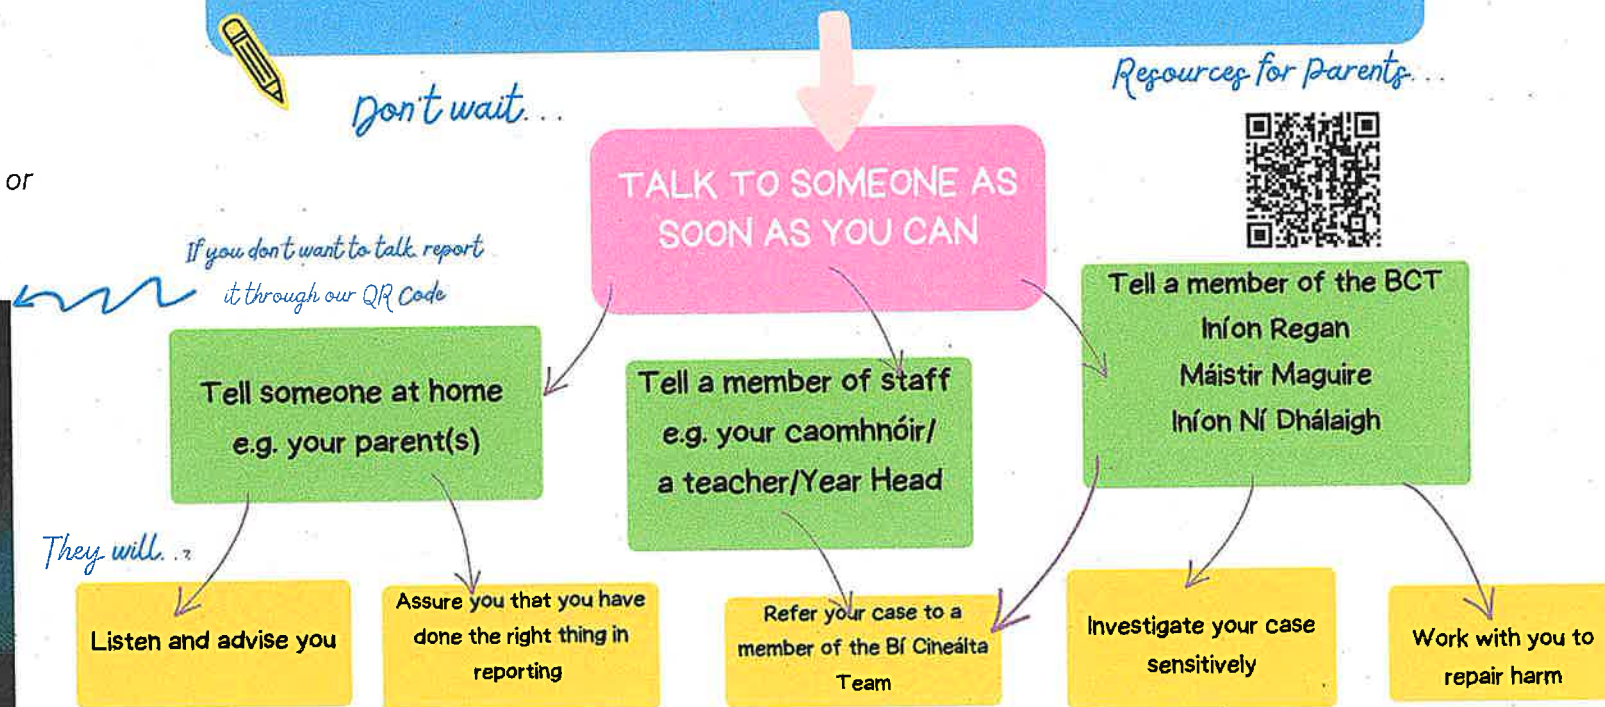 Don't wait...
Resources for Parents...
or
TALK TO SOMEONE AS
SOON AS YOU CAN
If you don't want to talk report
it through our QR Code
Tell a member of the BCT
Iníon Regan
Máistir Maguire
Iníon Ní Dhálaigh
Tell someone at home
e.g. your parent(s)
Tell a member of staff
e.g. your caomhnóir/
a teacher/Year Head
They will...
Listen and advise you
Assure you that you have
done the right thing in
reporting
Refer your case to a
member of the Bí Cineálta
Team
Investigate your case
sensitively
Work with you to
repair harm